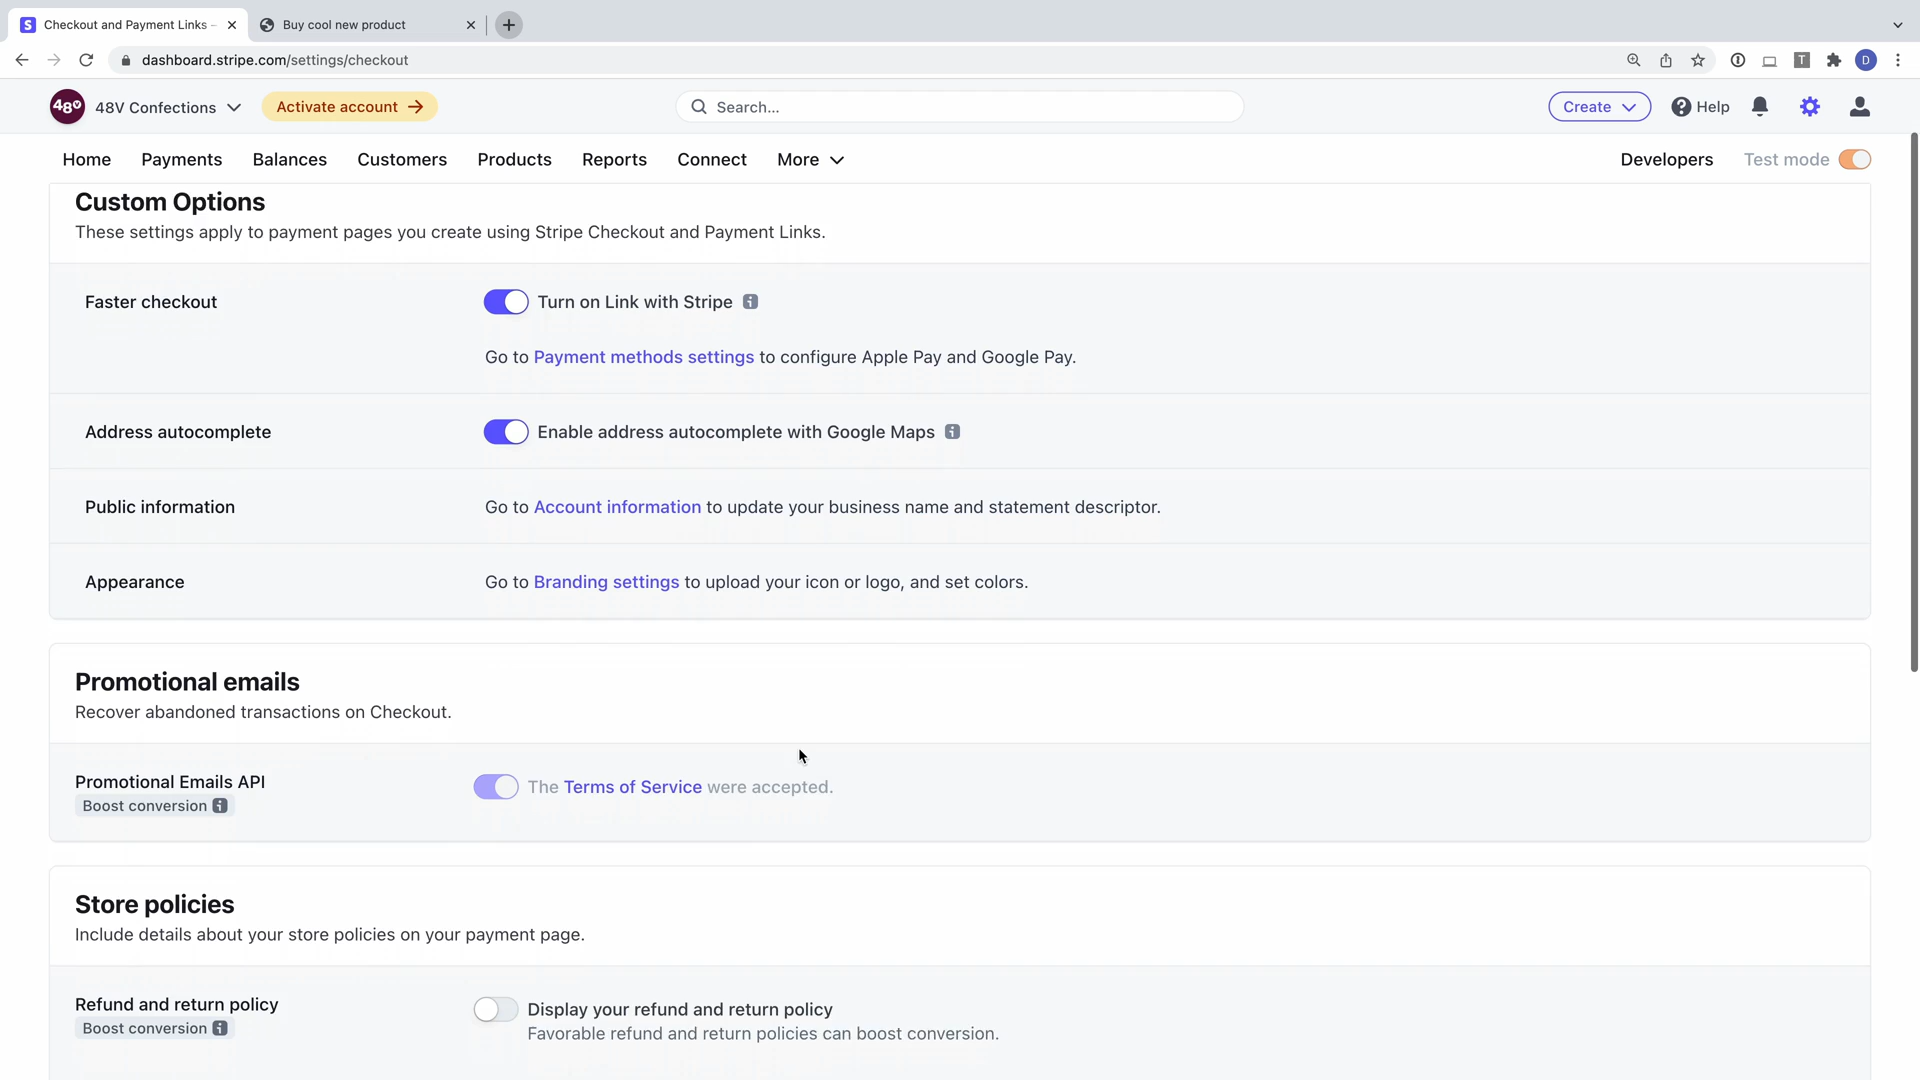 Checkout and Payment Links –
Buy cool new product
dashboard.stripe.com/settings/checkout
T
D
48V
48V Confections
Activate account
Search...
Create
Help
Home
Payments
Balances
Customers
Products
Reports
Connect
More
Developers
Test mode
Custom Options
These settings apply to payment pages you create using Stripe Checkout and Payment Links.
Faster checkout
Turn on Link with Stripe
Go to Payment methods settings to configure Apple Pay and Google Pay.
Address autocomplete
Enable address autocomplete with Google Maps
Public information
Go to Account information to update your business name and statement descriptor.
Appearance
Go to Branding settings to upload your icon or logo, and set colors.
Promotional emails
Recover abandoned transactions on Checkout.
Promotional Emails API
Boost conversion
The Terms of Service were accepted.
Store policies
Include details about your store policies on your payment page.
Refund and return policy
Boost conversion
Display your refund and return policy
Favorable refund and return policies can boost conversion.